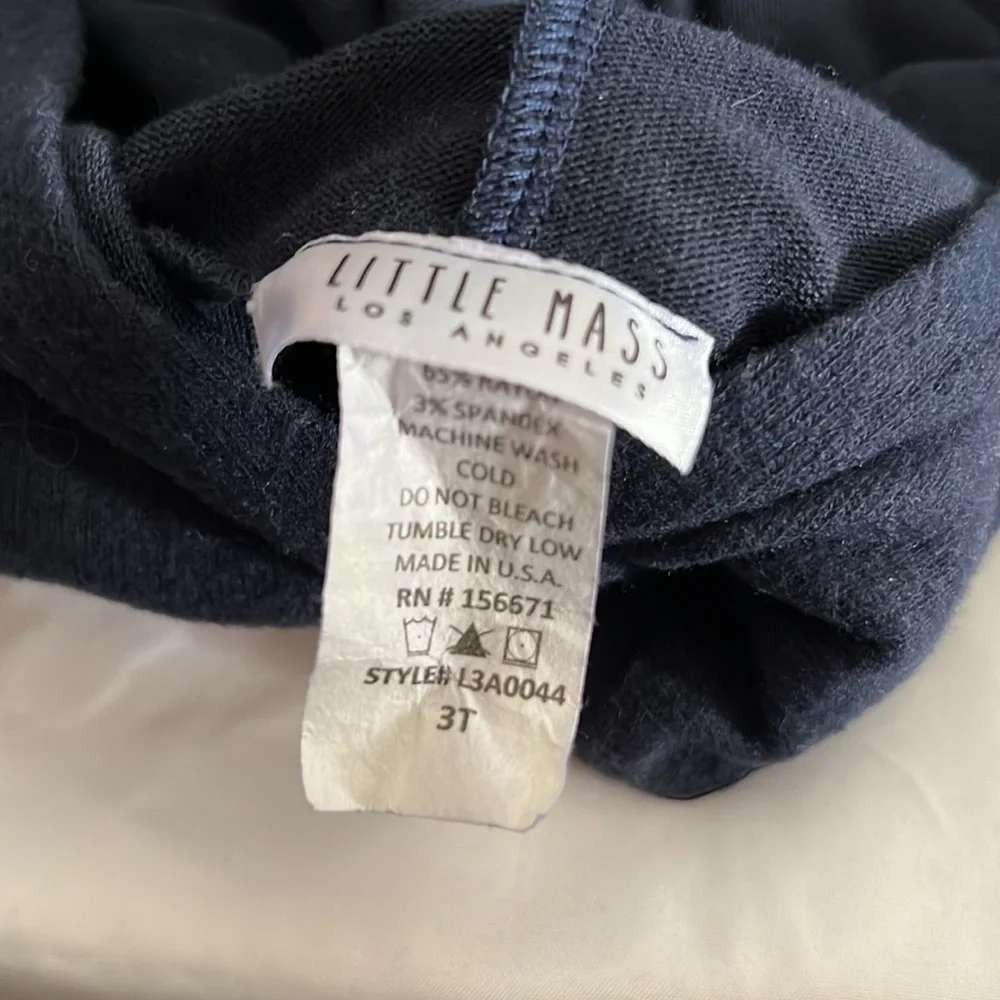 LITTLE MASS
LOS ANGELES
65%
3% SPANDEX
MACHINE WASH
COLD
DO NOT BLEACH
TUMBLE DRY LOW
MADE IN U.S.A.
RN # 156671
STYLE# L3A0044
3T